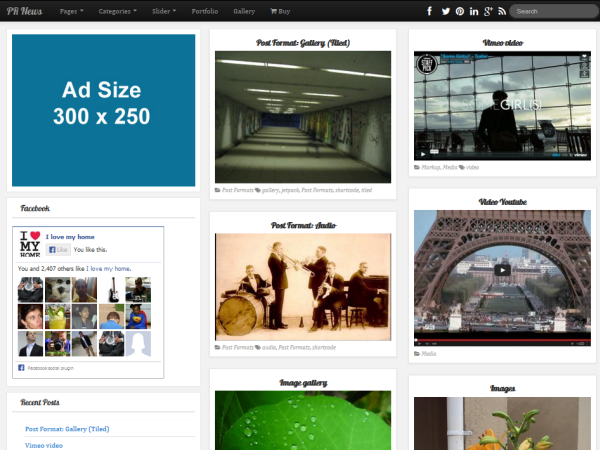 PR News
Pages
Categories
Slider
Portfolio
Gallery
Buy
Search
Ad Size
300 x 250
Facebook
I ♥
MY
HOME
I love my home
Like
You like this.
You and 2,407 others like I love my home.
Facebook social plugin
Recent Posts
Post Format: Gallery (Tiled)
Vimeo video
Post Format: Gallery (Tiled)
Post Formats gallery, jetpack, Post Formats, shortcode, tiled
Post Format: Audio
Post Formats audio, Post Formats, shortcode
Image gallery
Vimeo video
STAFF
PICK
GIRL(S)
vimeo
Markup, Media video
Video Youtube
Media
Images